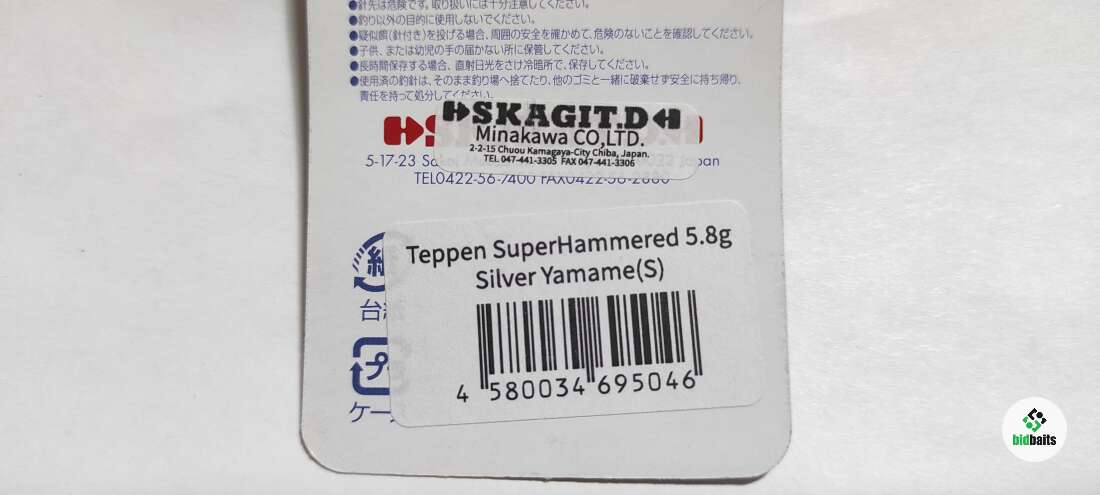 ●針先は危険です。取り扱いには十分注意してください。
●釣り以外の目的に使用しないでください。
●疑似餌(針付き)を投げる場合、周囲の安全を確かめて、危険のないことを確認してください。
●子供、または幼児の手の届かない所に保管してください。
●長時間保存する場合、直射日光をさけ冷暗所で、保存してください。
●使用済の釣針は、そのまま釣り場へ捨てたり、他のゴミと一緒に破棄せず安全に持ち帰り、
責任を持って処分してください。
SKAGIT.D
Minakawa CO,LTD.
2-2-15 Chuou Kamagaya-City Chiba, Japan.
TEL 047-441-3305 FAX 047-441-3306
5-17-23 Japan
TEL0422-56-7400 FAX0422-56-2880
Teppen SuperHammered 5.8g
Silver Yamame(S)
4 580034 695046
紙
台紙
プ
ケー
bidbaits